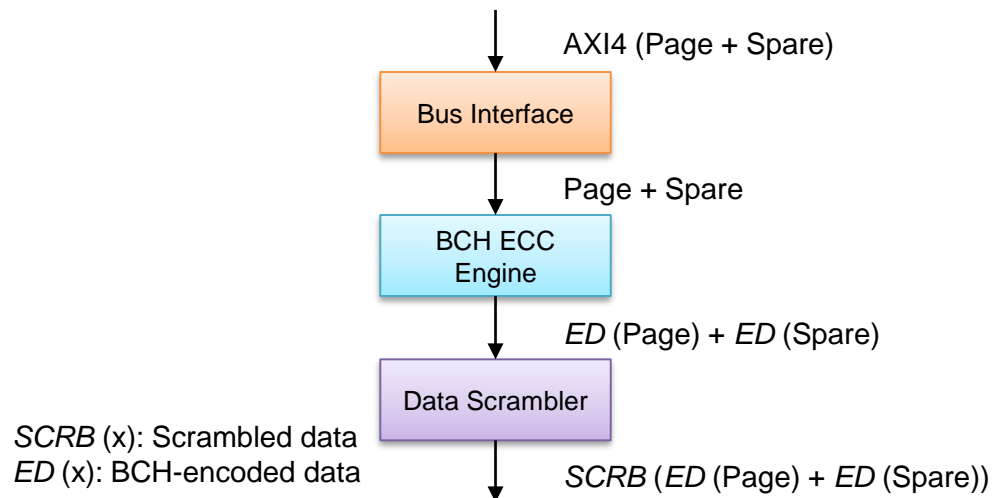 AXI4 (Page + Spare)
Bus Interface
Page + Spare
BCH ECC
Engine
ED (Page) + ED (Spare)
Data Scrambler
SCRB (x): Scrambled data
ED (x): BCH-encoded data
SCRB (ED (Page) + ED (Spare))